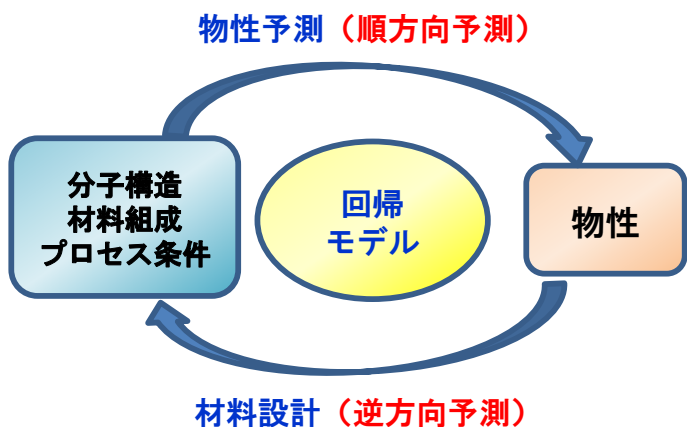 物性予測（順方向予測）
分子構造
材料組成
プロセス条件
回帰
モデル
物性
材料設計（逆方向予測）